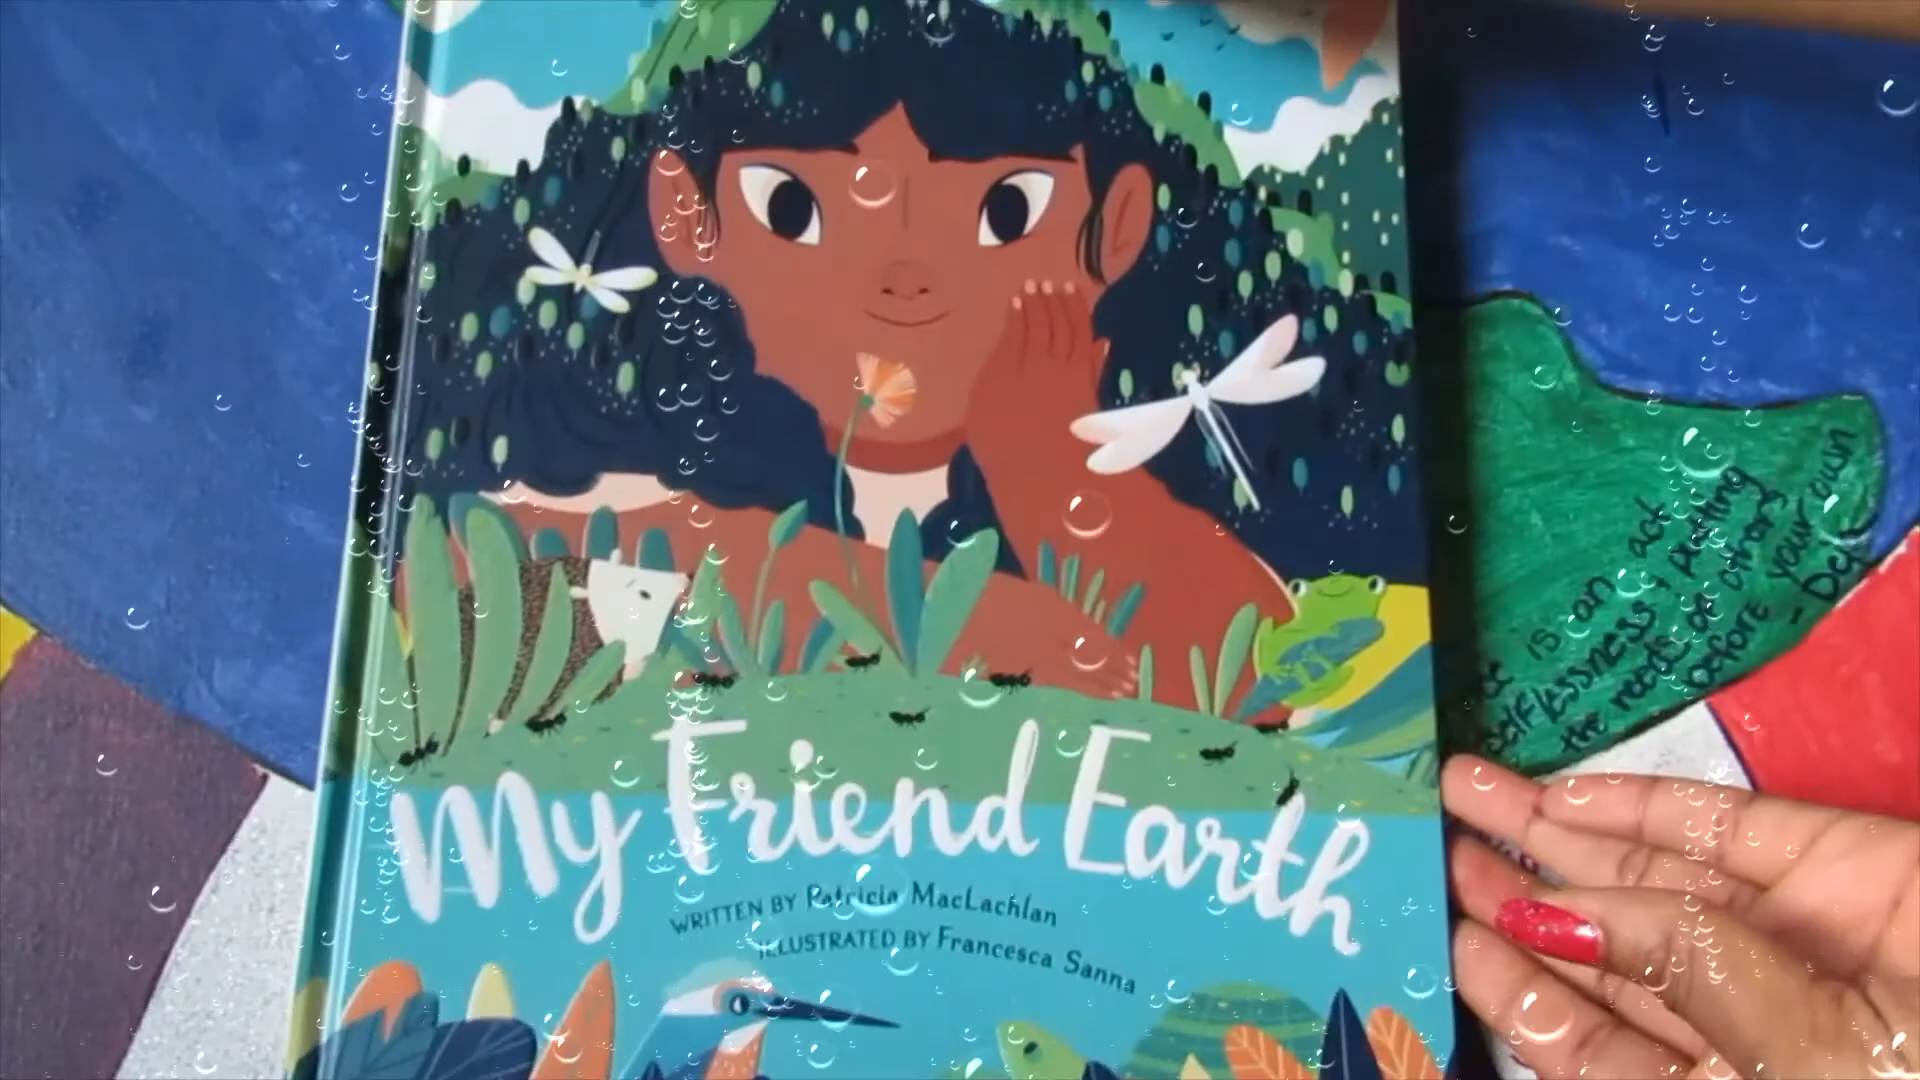 My Friend Earth
WRITTEN BY Patricia MacLachlan
ILLUSTRATED BY Francesca Sanna
is an act
selflessness, putting
the needs of others
before your own